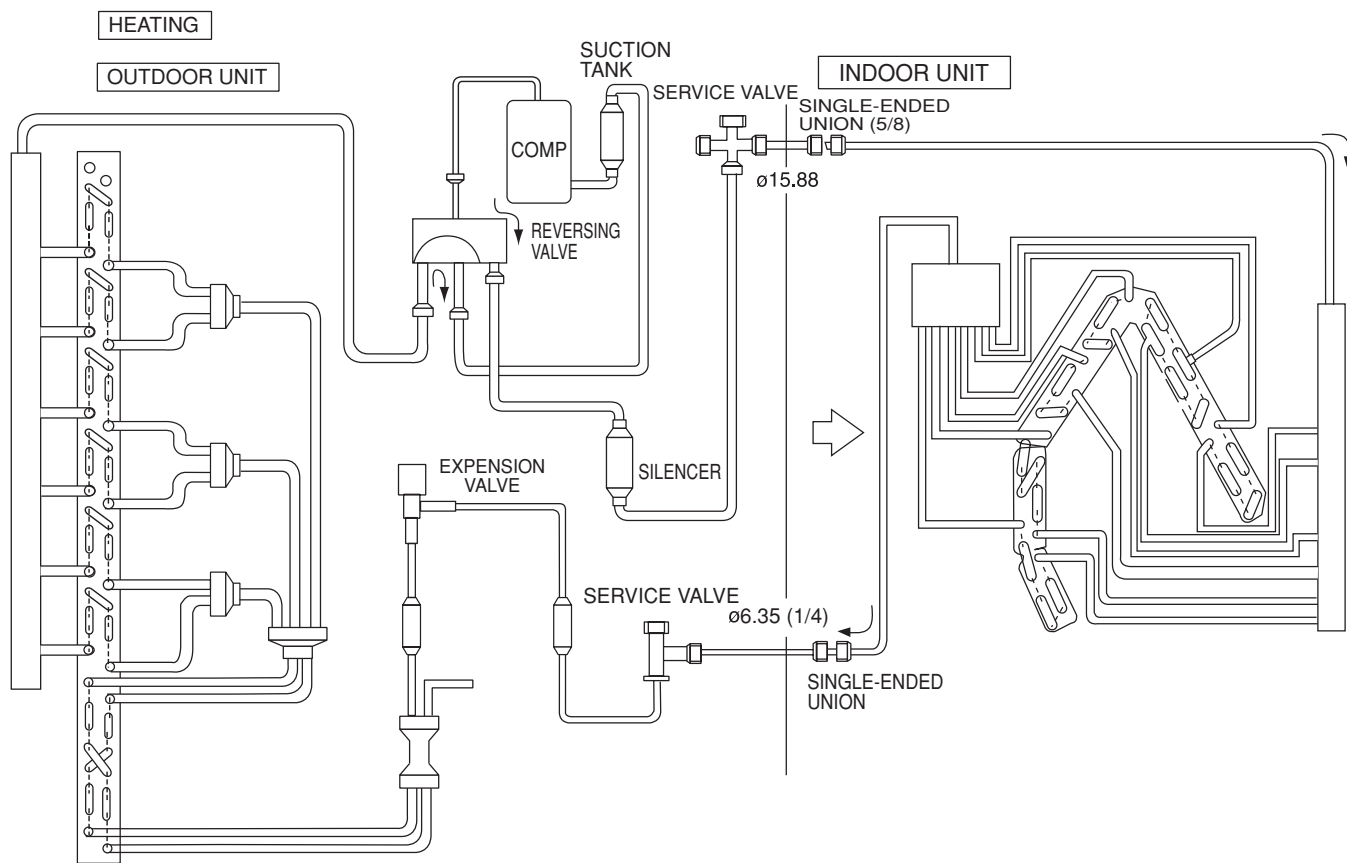 HEATING
OUTDOOR UNIT
SUCTION
TANK
SERVICE VALVE
INDOOR UNIT
SINGLE-ENDED
UNION (5/8)
COMP
ø15.88
REVERSING
VALVE
EXPENSION
VALVE
SILENCER
SERVICE VALVE
ø6.35 (1/4)
SINGLE-ENDED
UNION